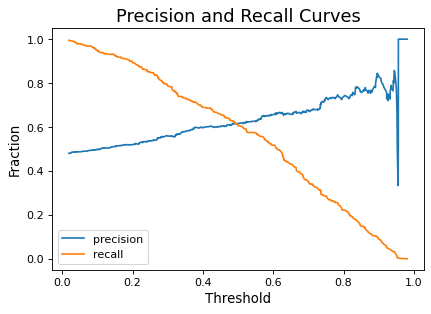 Precision and Recall Curves
1.0
0.8
0.6
0.4
0.2
0.0
Fraction
precision
recall
0.0 0.2 0.4 0.6 0.8 1.0
Threshold